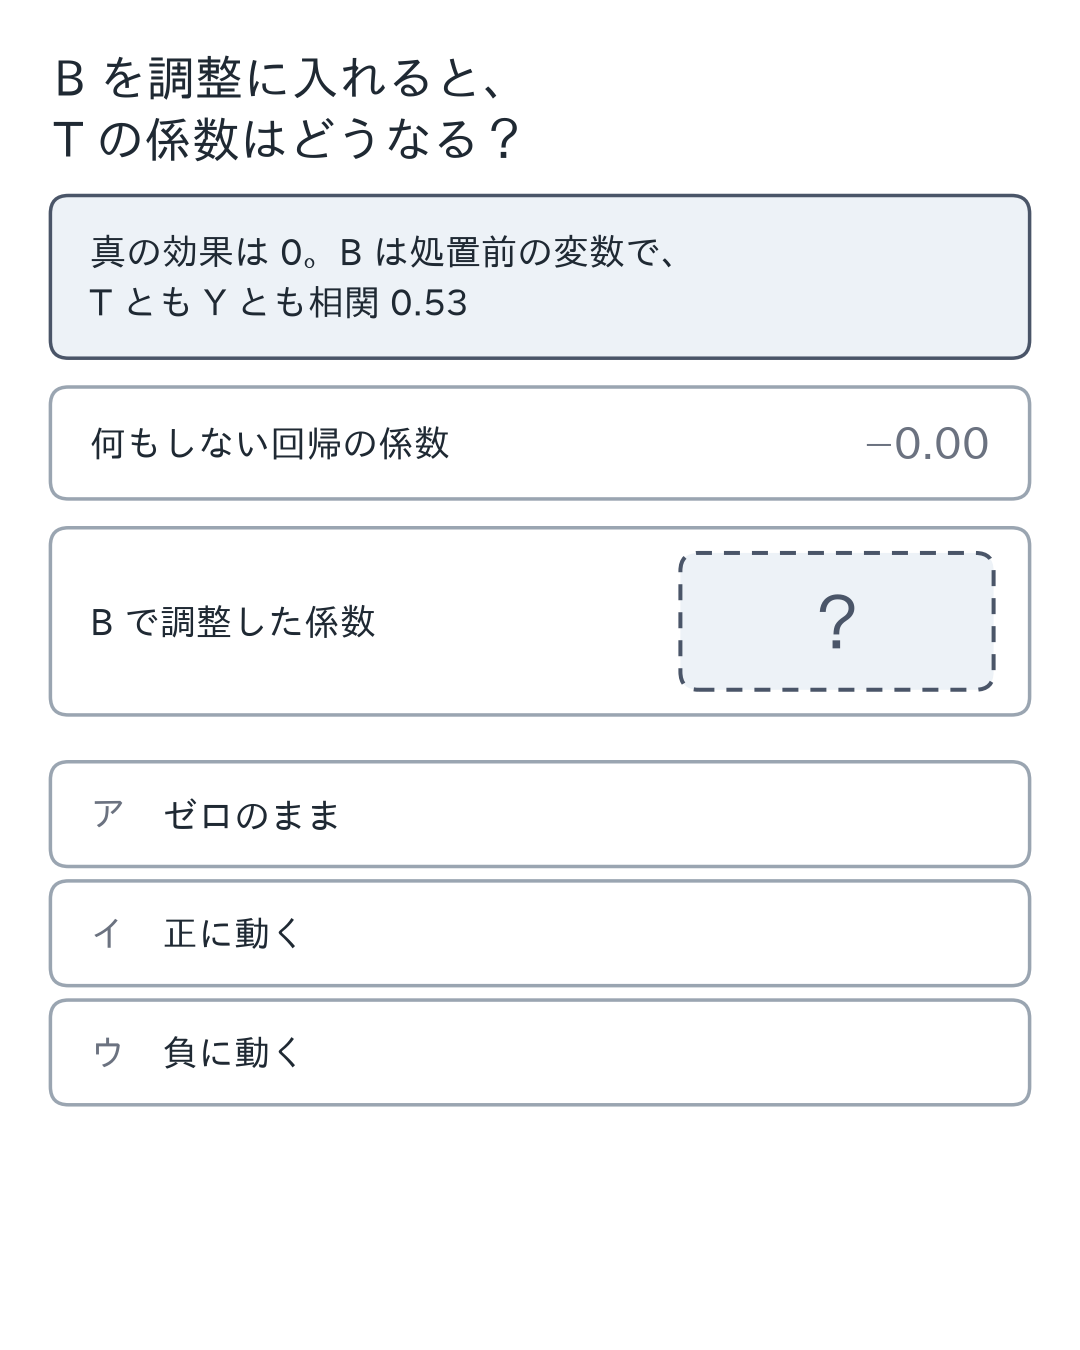 B を調整に入れると、
T の係数はどうなる？
真の効果は 0。B は処置前の変数で、
T とも Y とも相関 0.53
何もしない回帰の係数 −0.00
B で調整した係数 ?
ア ゼロのまま
イ 正に動く
ウ 負に動く